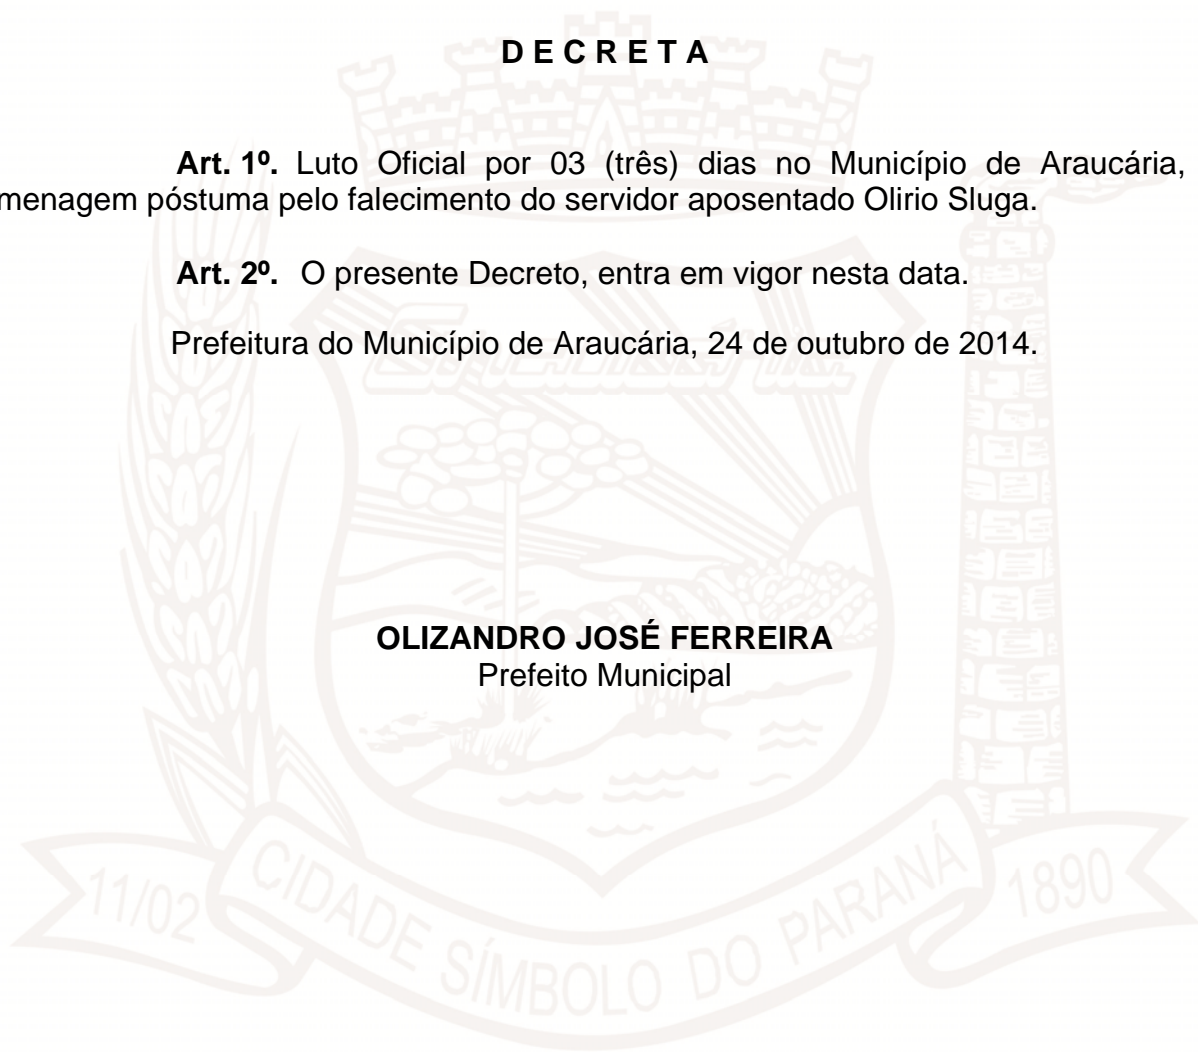 D E C R E T A
Art. 1º. Luto Oficial por 03 (três) dias no Município de Araucária,
menagem póstuma pelo falecimento do servidor aposentado Olirio Sluga.
Art. 2º. O presente Decreto, entra em vigor nesta data.
Prefeitura do Município de Araucária, 24 de outubro de 2014.
OLIZANDRO JOSÉ FERREIRA
Prefeito Municipal
11/02 CIDADE SÍMBOLO DO PARANÁ 1890